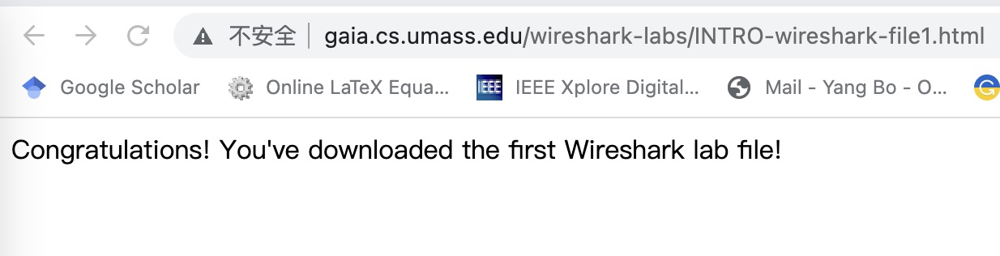 不安全 gaia.cs.umass.edu/wireshark-labs/INTRO-wireshark-file1.html
Google Scholar Online LaTeX Equa... IEEE IEEE Xplore Digital... Mail - Yang Bo - O... G
Congratulations! You've downloaded the first Wireshark lab file!